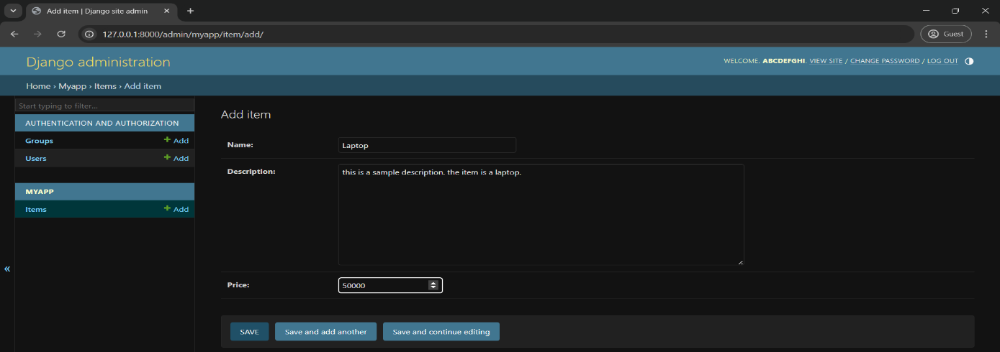 Add item | Django site admin
127.0.0.1:8000/admin/myapp/item/add/
Guest
Django administration
WELCOME, ABCDEFGHI. VIEW SITE / CHANGE PASSWORD / LOG OUT
Home › Myapp › Items › Add item
Start typing to filter...
AUTHENTICATION AND AUTHORIZATION
Groups + Add
Users + Add
MYAPP
Items + Add
«
Add item
Name: Laptop
Description: this is a sample description. the item is a laptop.
Price: 50000
SAVE Save and add another Save and continue editing